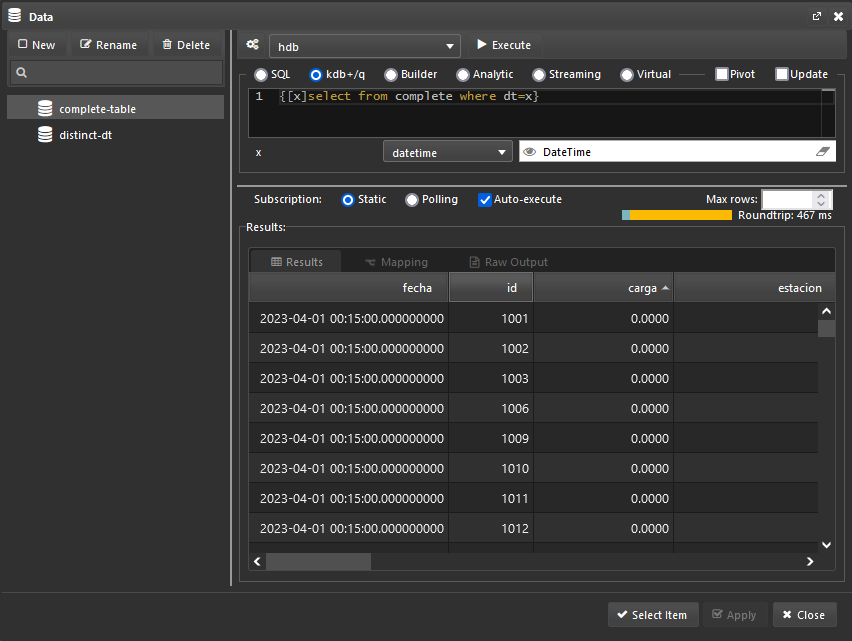 Data
New Rename Delete
complete-table
distinct-dt
hdb Execute
SQL kdb+/q Builder Analytic Streaming Virtual Pivot Update
1 {[x]select from complete where dt=x}
x datetime DateTime
Subscription: Static Polling Auto-execute Max rows:
Roundtrip: 467 ms
Results:
Results Mapping Raw Output
fecha id carga estacion
2023-04-01 00:15:00.000000000 1001 0.0000
2023-04-01 00:15:00.000000000 1002 0.0000
2023-04-01 00:15:00.000000000 1003 0.0000
2023-04-01 00:15:00.000000000 1006 0.0000
2023-04-01 00:15:00.000000000 1009 0.0000
2023-04-01 00:15:00.000000000 1010 0.0000
2023-04-01 00:15:00.000000000 1011 0.0000
2023-04-01 00:15:00.000000000 1012 0.0000
Select Item Apply Close